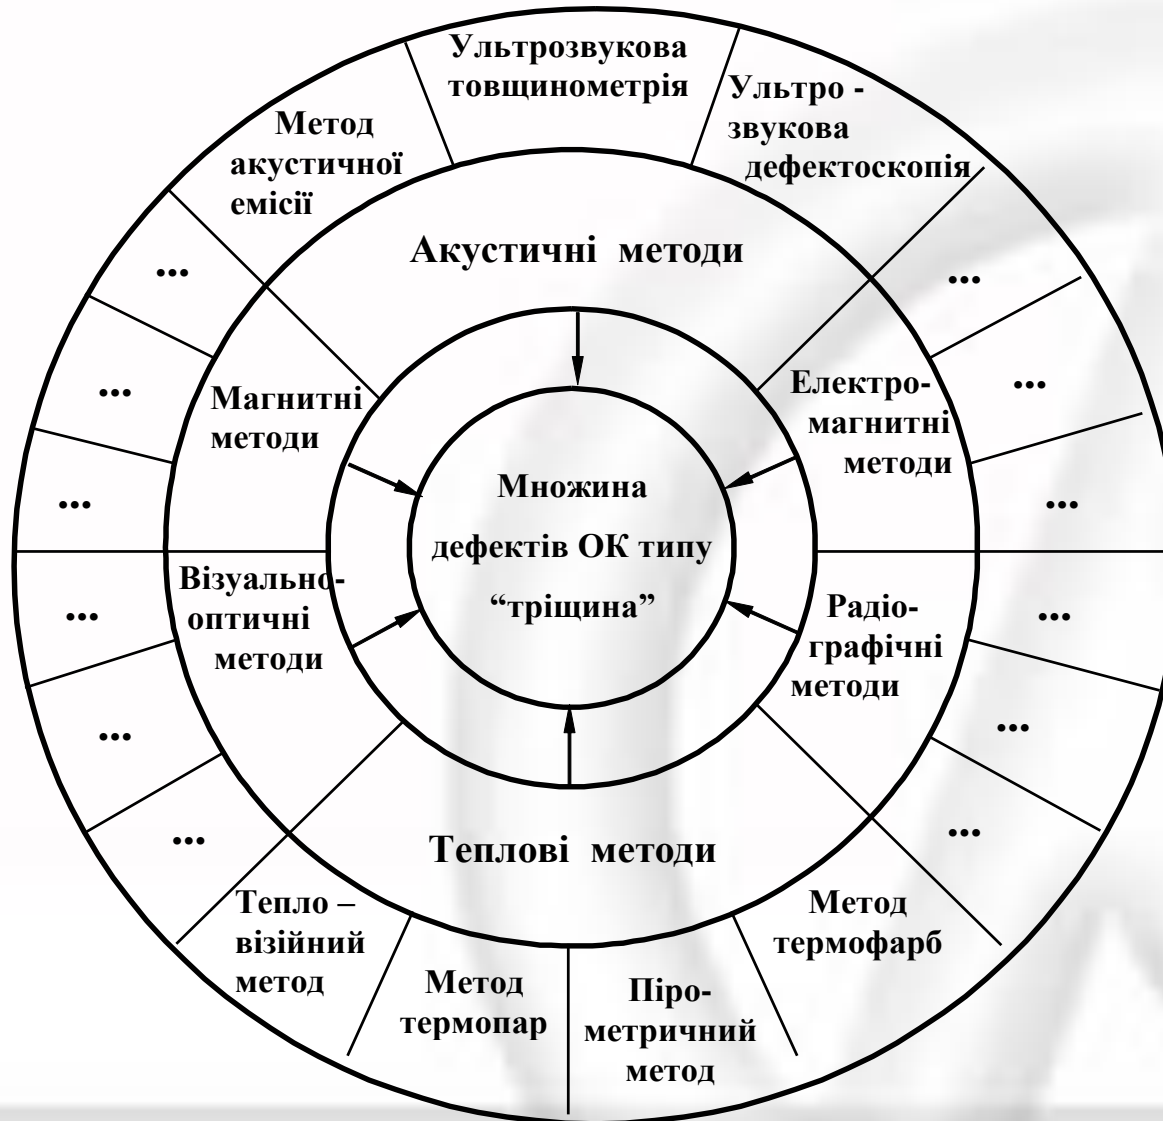 Ультрозвукова
товщинометрія
Ультро -
звукова
дефектоскопія
Метод
акустичної
емісії
...
...
...
...
...
...
Акустичні методи
Магнитні
методи
Електро-
магнитні
методи
Множина
дефектів ОК типу
“тріщина”
Візуально-
оптичні
методи
Радіо-
графічні
методи
...
...
...
...
...
...
Теплові методи
Тепло –
візійний
метод
Метод
термопар
Піро-
метричний
метод
Метод
термофарб